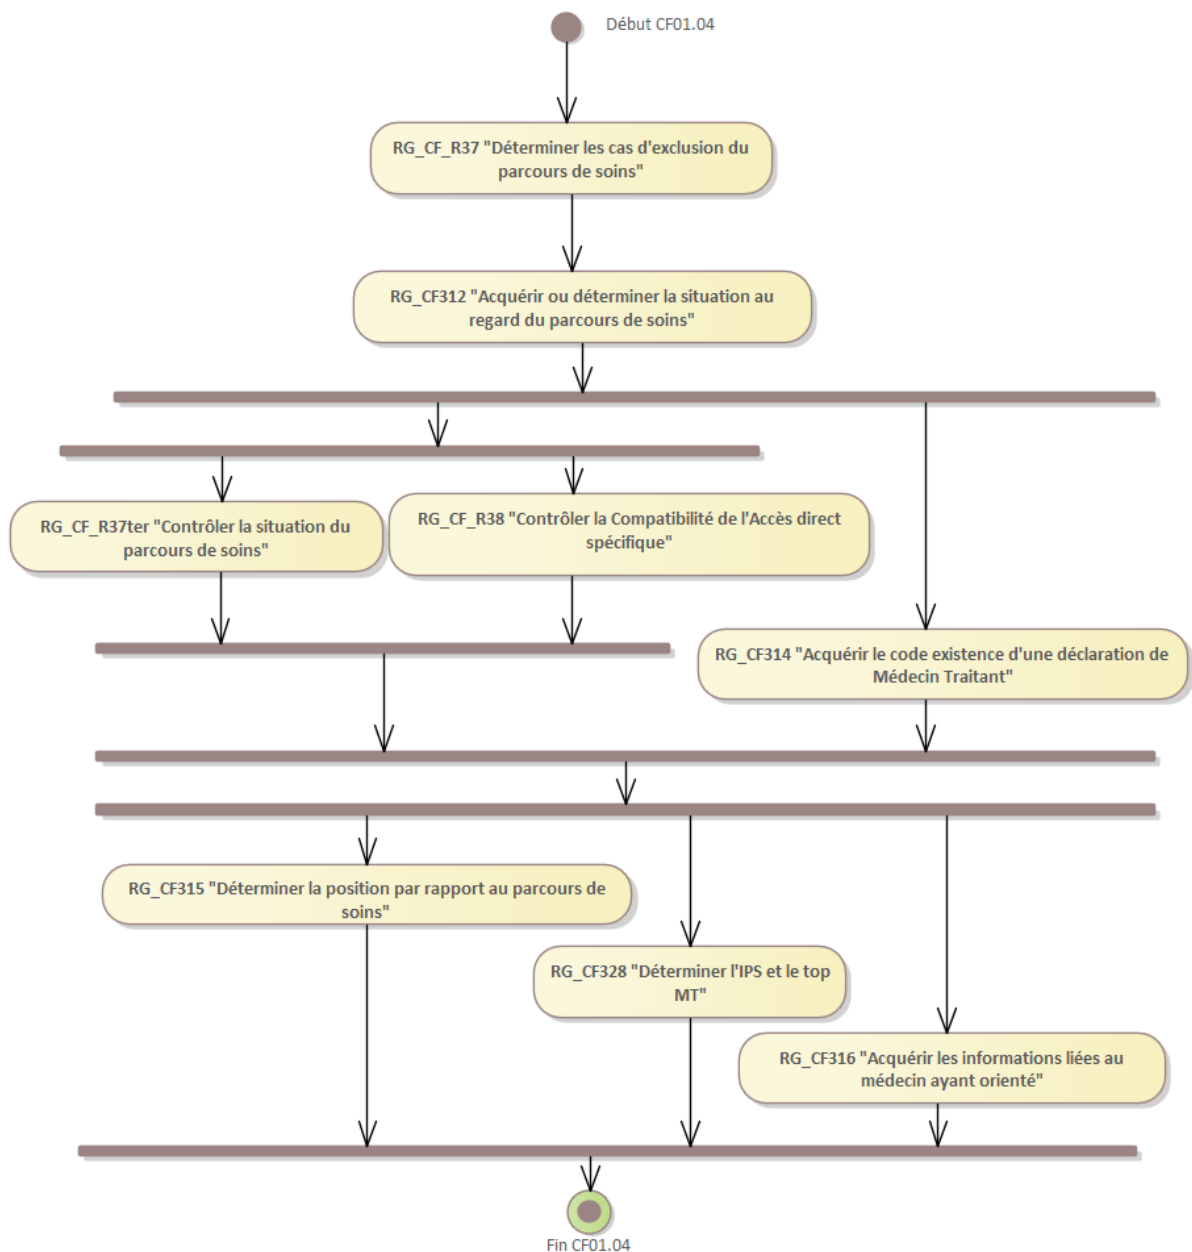 Début CF01.04
RG_CF_R37 "Déterminer les cas d'exclusion du
parcours de soins"
RG_CF312 "Acquérir ou déterminer la situation au
regard du parcours de soins"
RG_CF_R37ter "Contrôler la situation du
parcours de soins"
RG_CF_R38 "Contrôler la Compatibilité de l'Accès direct
spécifique"
RG_CF314 "Acquérir le code existence d'une déclaration de
Médecin Traitant"
RG_CF315 "Déterminer la position par rapport au parcours de
soins"
RG_CF328 "Déterminer l'IPS et le top
MT"
RG_CF316 "Acquérir les informations liées au
médecin ayant orienté"
Fin CF01.04